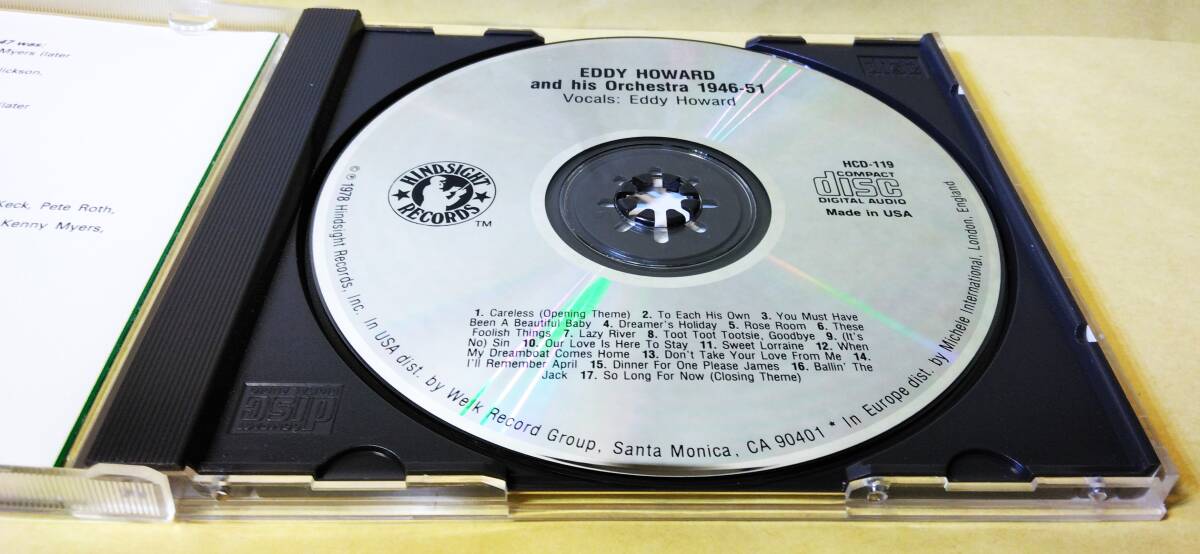 47 was:
Myers (later
lickson,
later
Keck, Pete Roth,
Kenny Myers,
EDDY HOWARD
and his Orchestra 1946-51
Vocals: Eddy Howard
HINDSIGHT
RECORDS
TM
HCD-119
COMPACT
disc
DIGITAL AUDIO
Made in USA
1. Careless (Opening Theme) 2. To Each His Own 3. You Must Have
Been A Beautiful Baby 4. Dreamer's Holiday 5. Rose Room 6. These
Foolish Things 7. Lazy River 8. Toot Toot Tootsie, Goodbye 9. (It's
No) Sin 10. Our Love Is Here To Stay 11. Sweet Lorraine 12. When
My Dreamboat Comes Home 13. Don't Take Your Love From Me 14.
I'll Remember April 15. Dinner For One Please James 16. Ballin' The
Jack 17. So Long For Now (Closing Theme)
© ℗ 1978 Hindsight Records, Inc. In USA dist. by Welk Record Group, Santa Monica, CA 90401 * In Europe dist. by Michele International, London, England
disc